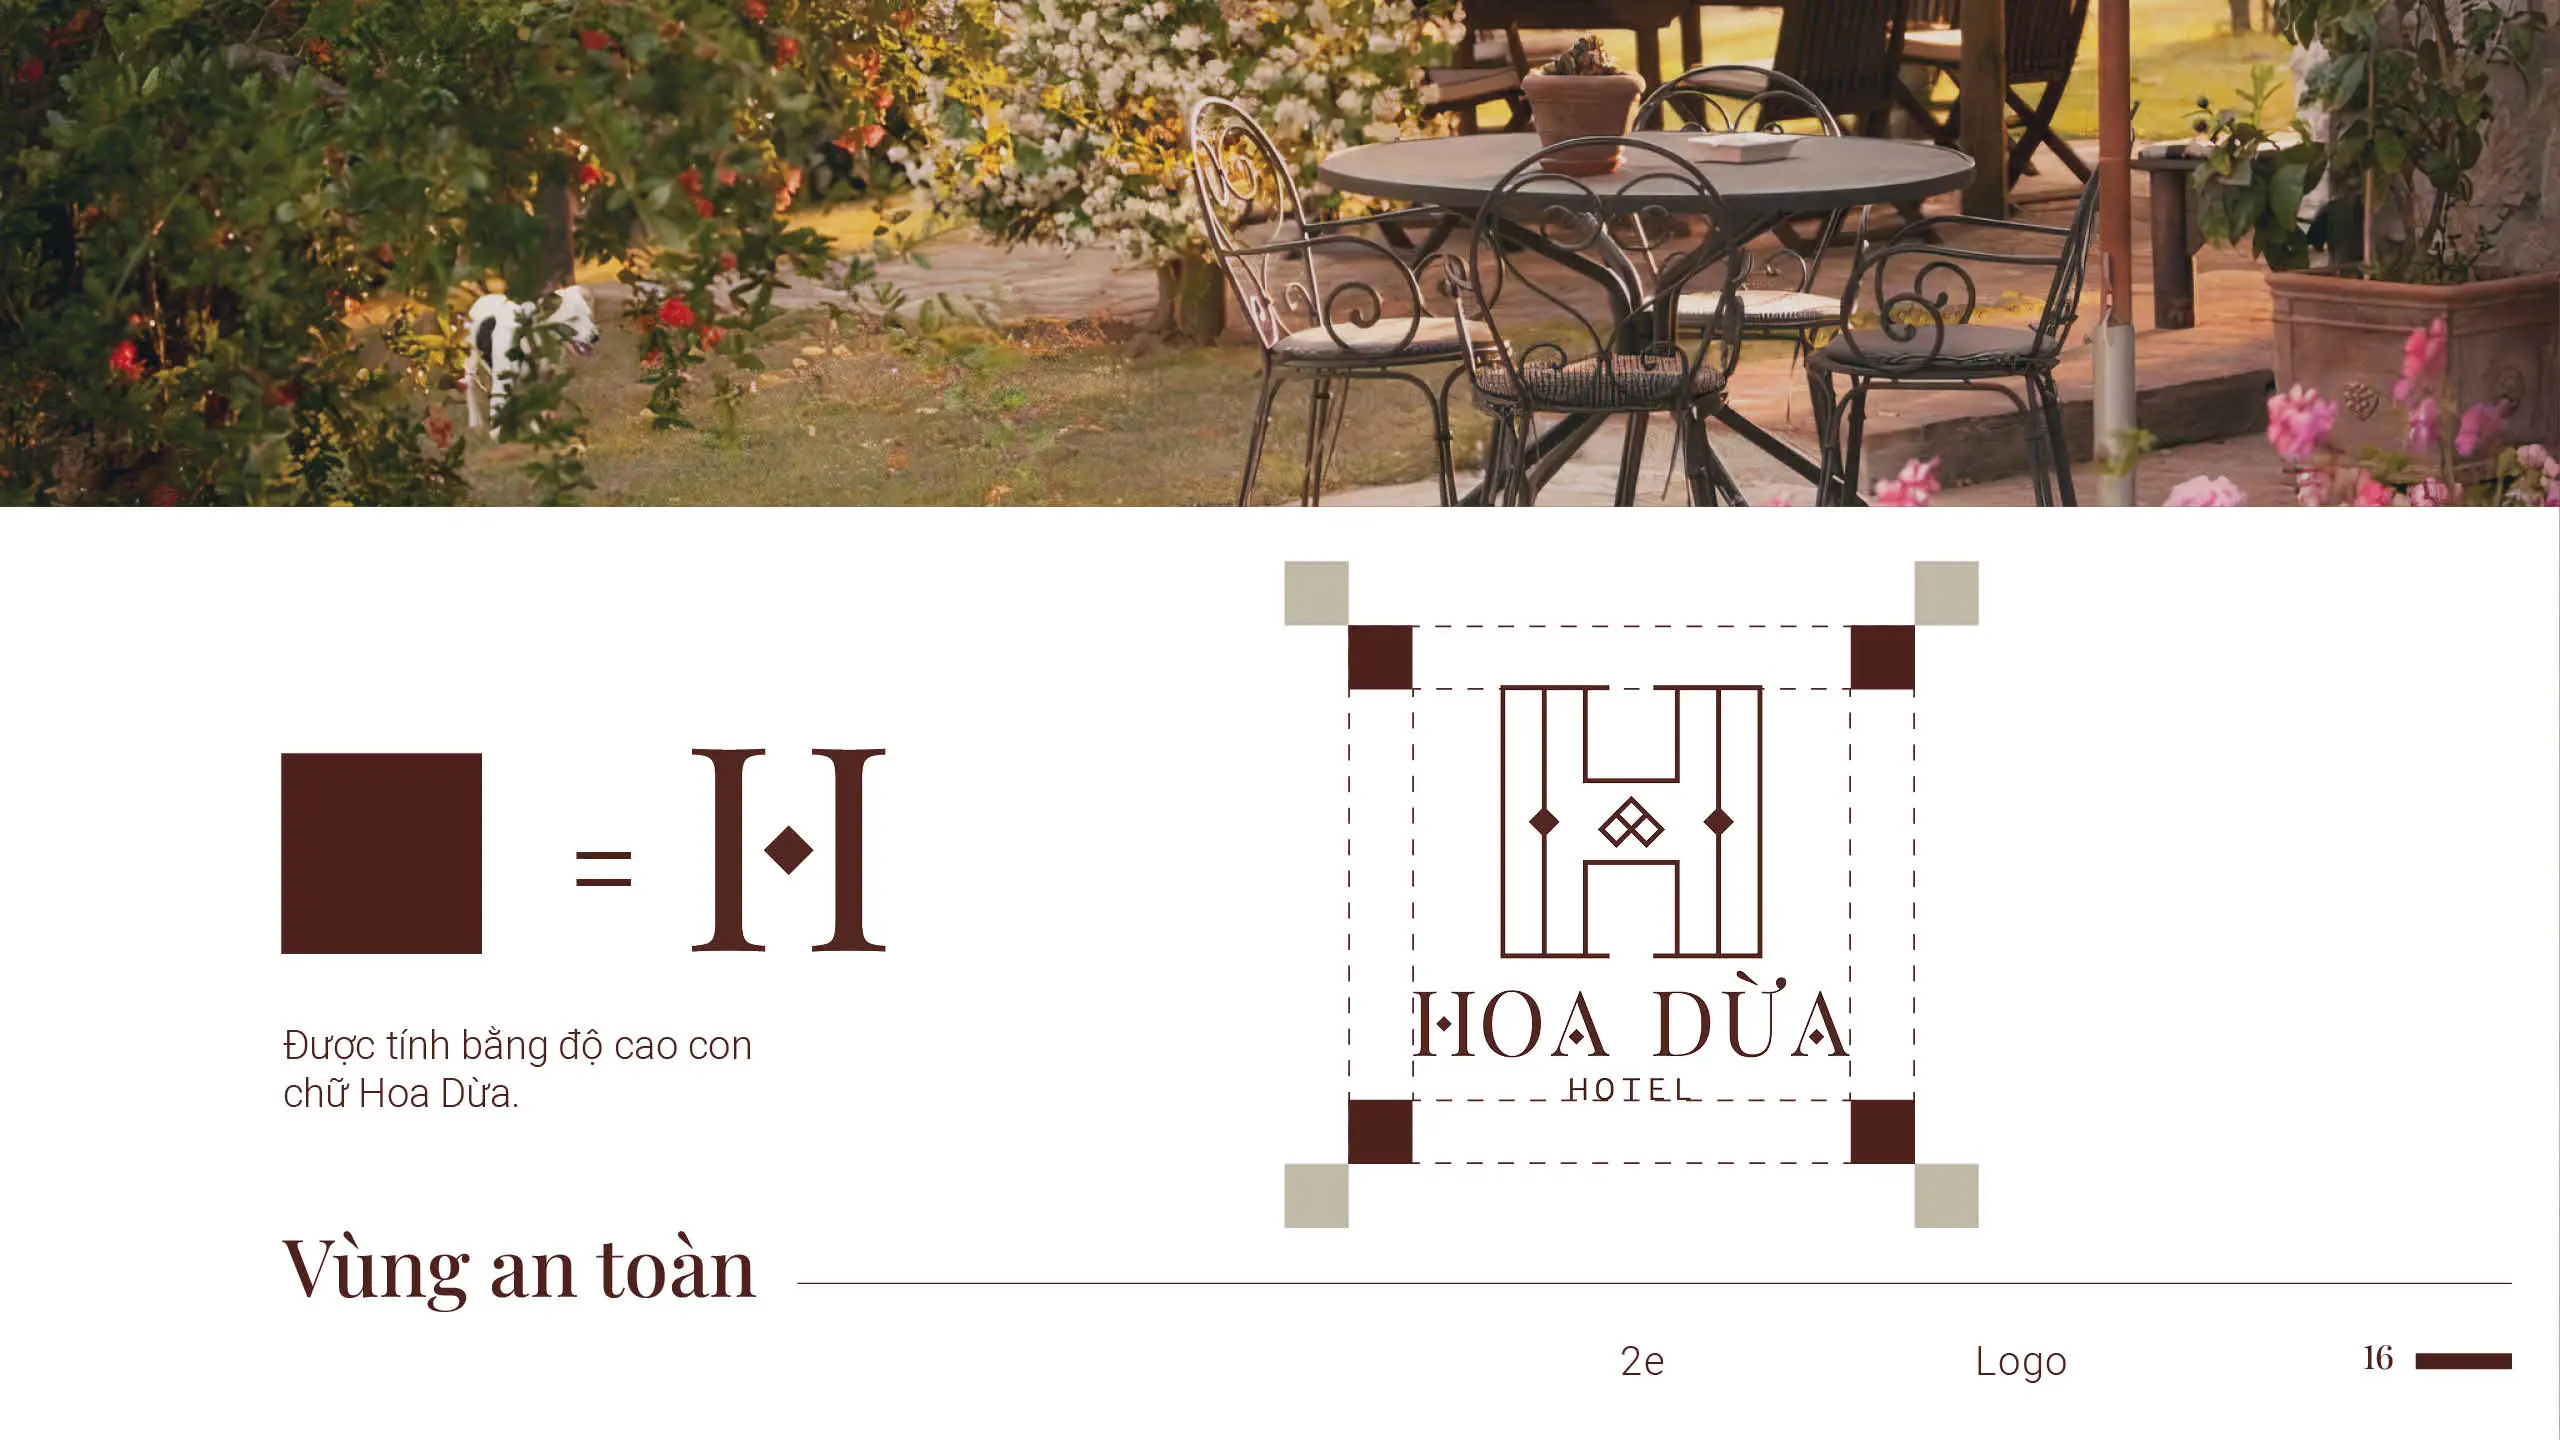 = H
Được tính bằng độ cao con
chữ Hoa Dừa.
H
HOA DỪA
HOTEL
Vùng an toàn
2e
Logo
16